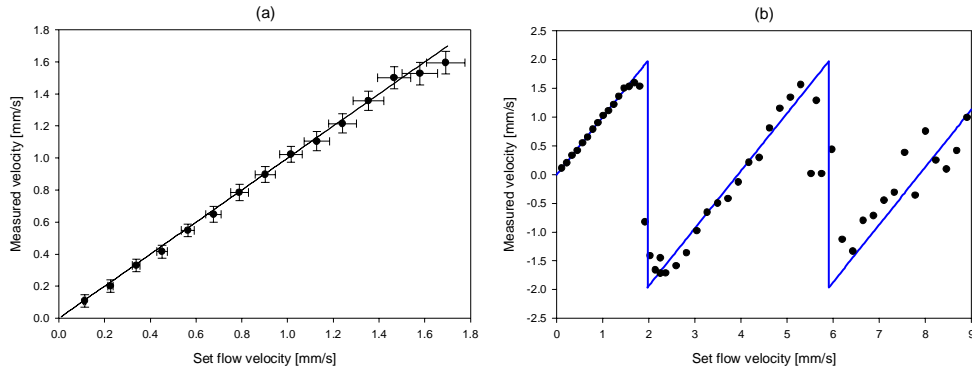 (a)
Measured velocity [mm/s]
1.8
1.6
1.4
1.2
1.0
0.8
0.6
0.4
0.2
0.0
0.0 0.2 0.4 0.6 0.8 1.0 1.2 1.4 1.6 1.8
Set flow velocity [mm/s]
(b)
Measured velocity [mm/s]
2.5
2.0
1.5
1.0
0.5
0.0
-0.5
-1.0
-1.5
-2.0
-2.5
0 1 2 3 4 5 6 7 8 9
Set flow velocity [mm/s]